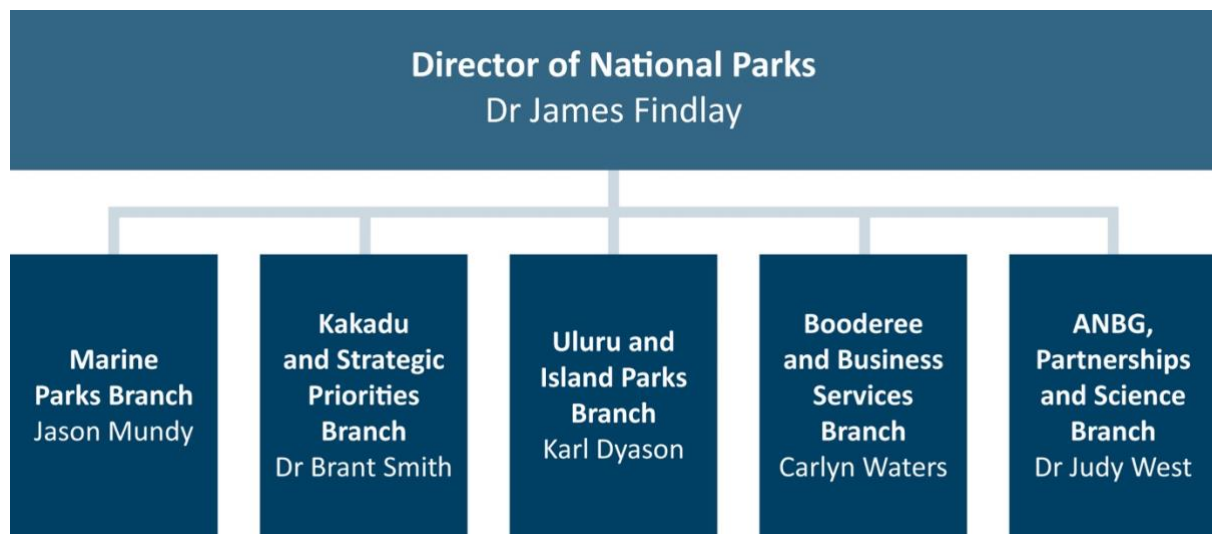 Director of National Parks
Dr James Findlay
Marine
Parks Branch
Jason Mundy
Kakadu
and Strategic
Priorities
Branch
Dr Brant Smith
Uluru and
Island Parks
Branch
Karl Dyason
Booderee
and Business
Services
Branch
Carlyn Waters
ANBG,
Partnerships
and Science
Branch
Dr Judy West